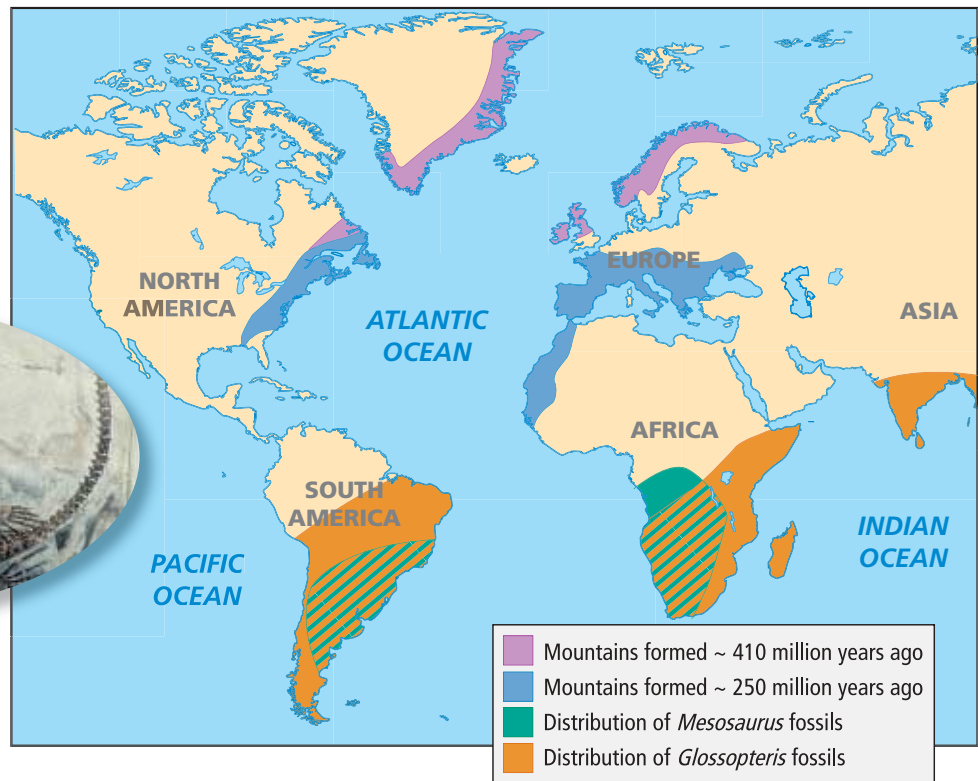 NORTH
AMERICA
ATLANTIC
OCEAN
EUROPE
ASIA
AFRICA
SOUTH
AMERICA
PACIFIC
OCEAN
INDIAN
OCEAN
Mountains formed ~ 410 million years ago
Mountains formed ~ 250 million years ago
Distribution of Mesosaurus fossils
Distribution of Glossopteris fossils